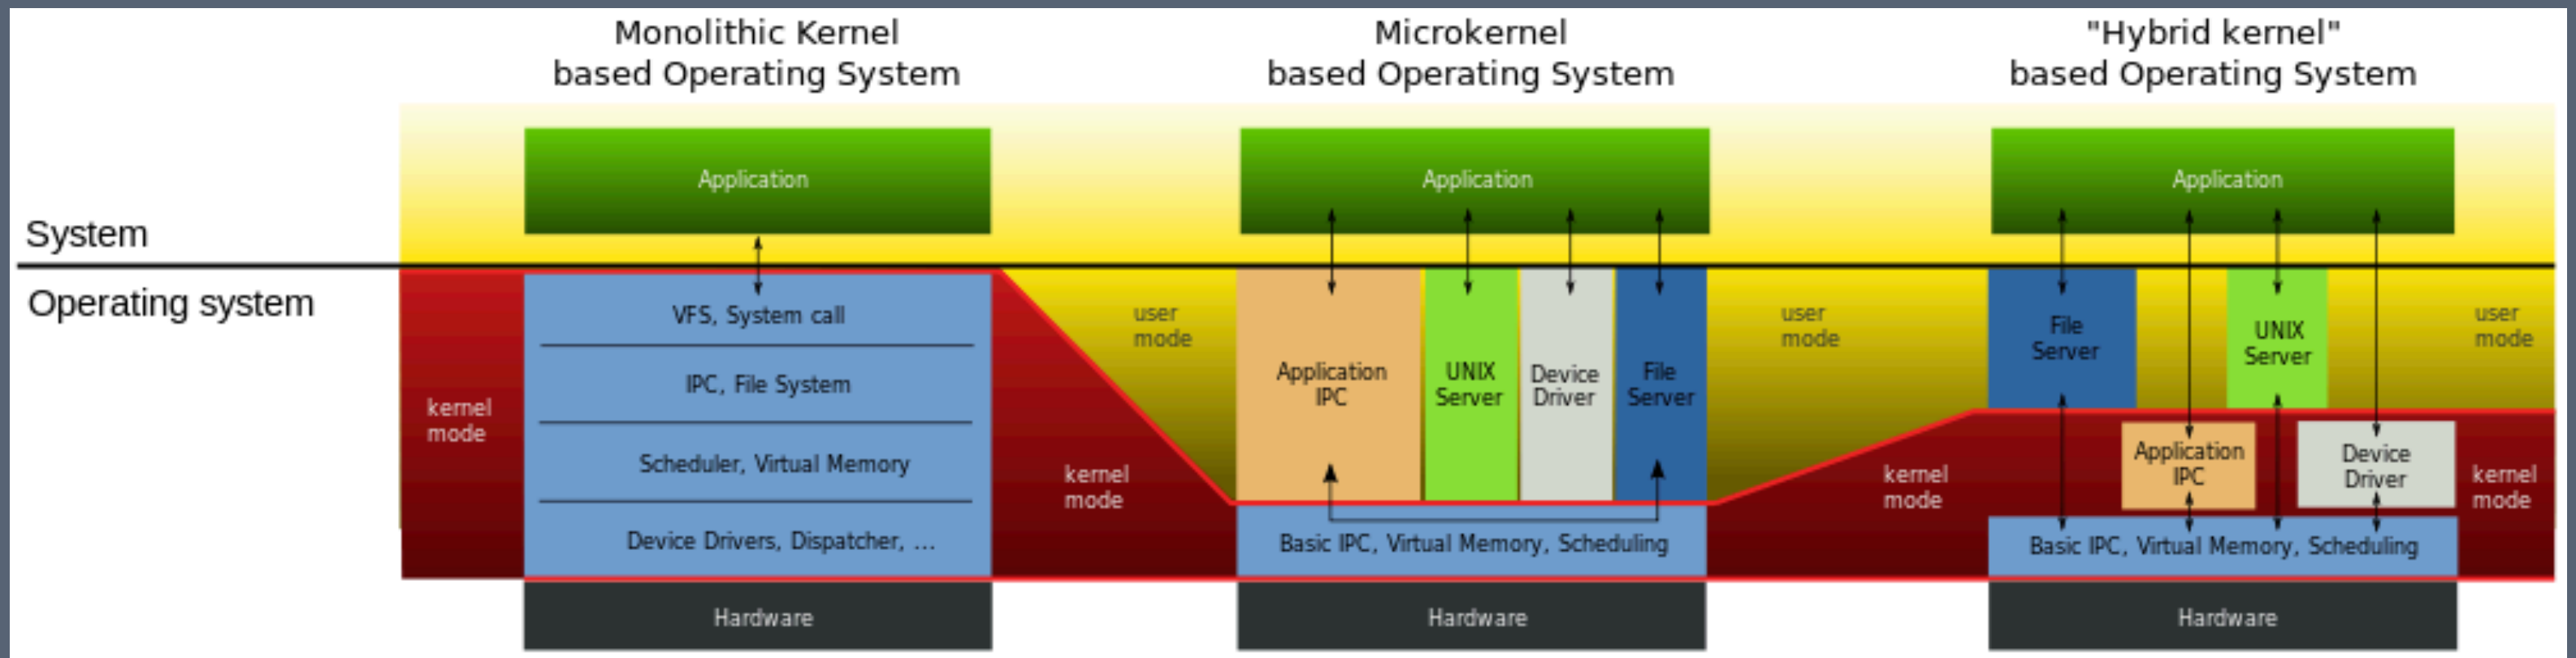 Monolithic Kernel
based Operating System
Microkernel
based Operating System
"Hybrid kernel"
based Operating System
Application
Application
Application
System
Operating system
VFS, System call
IPC, File System
Scheduler, Virtual Memory
Device Drivers, Dispatcher, ...
kernel
mode
kernel
mode
user
mode
Application
IPC
UNIX
Server
Device
Driver
File
Server
Basic IPC, Virtual Memory, Scheduling
user
mode
kernel
mode
File
Server
UNIX
Server
user
mode
Application
IPC
Device
Driver
kernel
mode
Basic IPC, Virtual Memory, Scheduling
Hardware
Hardware
Hardware